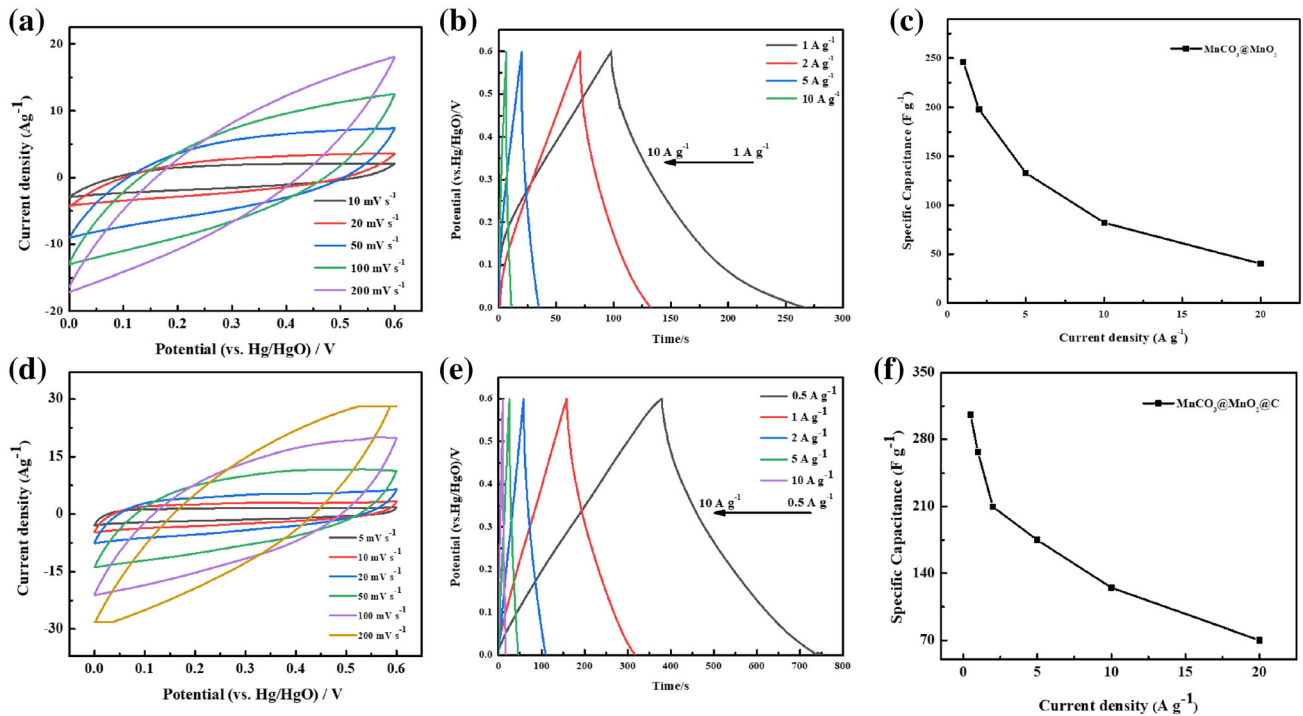 (a)
20
10
0
-10
-20
0.0 0.1 0.2 0.3 0.4 0.5 0.6
Current density (Ag⁻¹)
Potential (vs. Hg/HgO) / V
10 mV s⁻¹
20 mV s⁻¹
50 mV s⁻¹
100 mV s⁻¹
200 mV s⁻¹
(b)
0.6
0.5
0.4
0.3
0.2
0.1
0.0
0 50 100 150 200 250 300
Potential (vs.Hg/HgO)/V
Time/s
1 A g⁻¹
2 A g⁻¹
5 A g⁻¹
10 A g⁻¹
10 A g⁻¹ 1 A g⁻¹
(c)
250
200
150
100
50
0
0 5 10 15 20
Specific Capacitance (F g⁻¹)
Current density (A g⁻¹)
MnCO₃@MnO₂
(d)
30
15
0
-15
-30
0.0 0.1 0.2 0.3 0.4 0.5 0.6
Current density (Ag⁻¹)
Potential (vs. Hg/HgO) / V
5 mV s⁻¹
10 mV s⁻¹
20 mV s⁻¹
50 mV s⁻¹
100 mV s⁻¹
200 mV s⁻¹
(e)
0.6
0.5
0.4
0.3
0.2
0.1
0.0
0 100 200 300 400 500 600 700 800
Potential (vs.Hg/HgO)/V
Time/s
0.5 A g⁻¹
1 A g⁻¹
2 A g⁻¹
5 A g⁻¹
10 A g⁻¹
10 A g⁻¹ 0.5 A g⁻¹
(f)
350
280
210
140
70
0 5 10 15 20
Specific Capacitance (F g⁻¹)
Current density (A g⁻¹)
MnCO₃@MnO₂@C